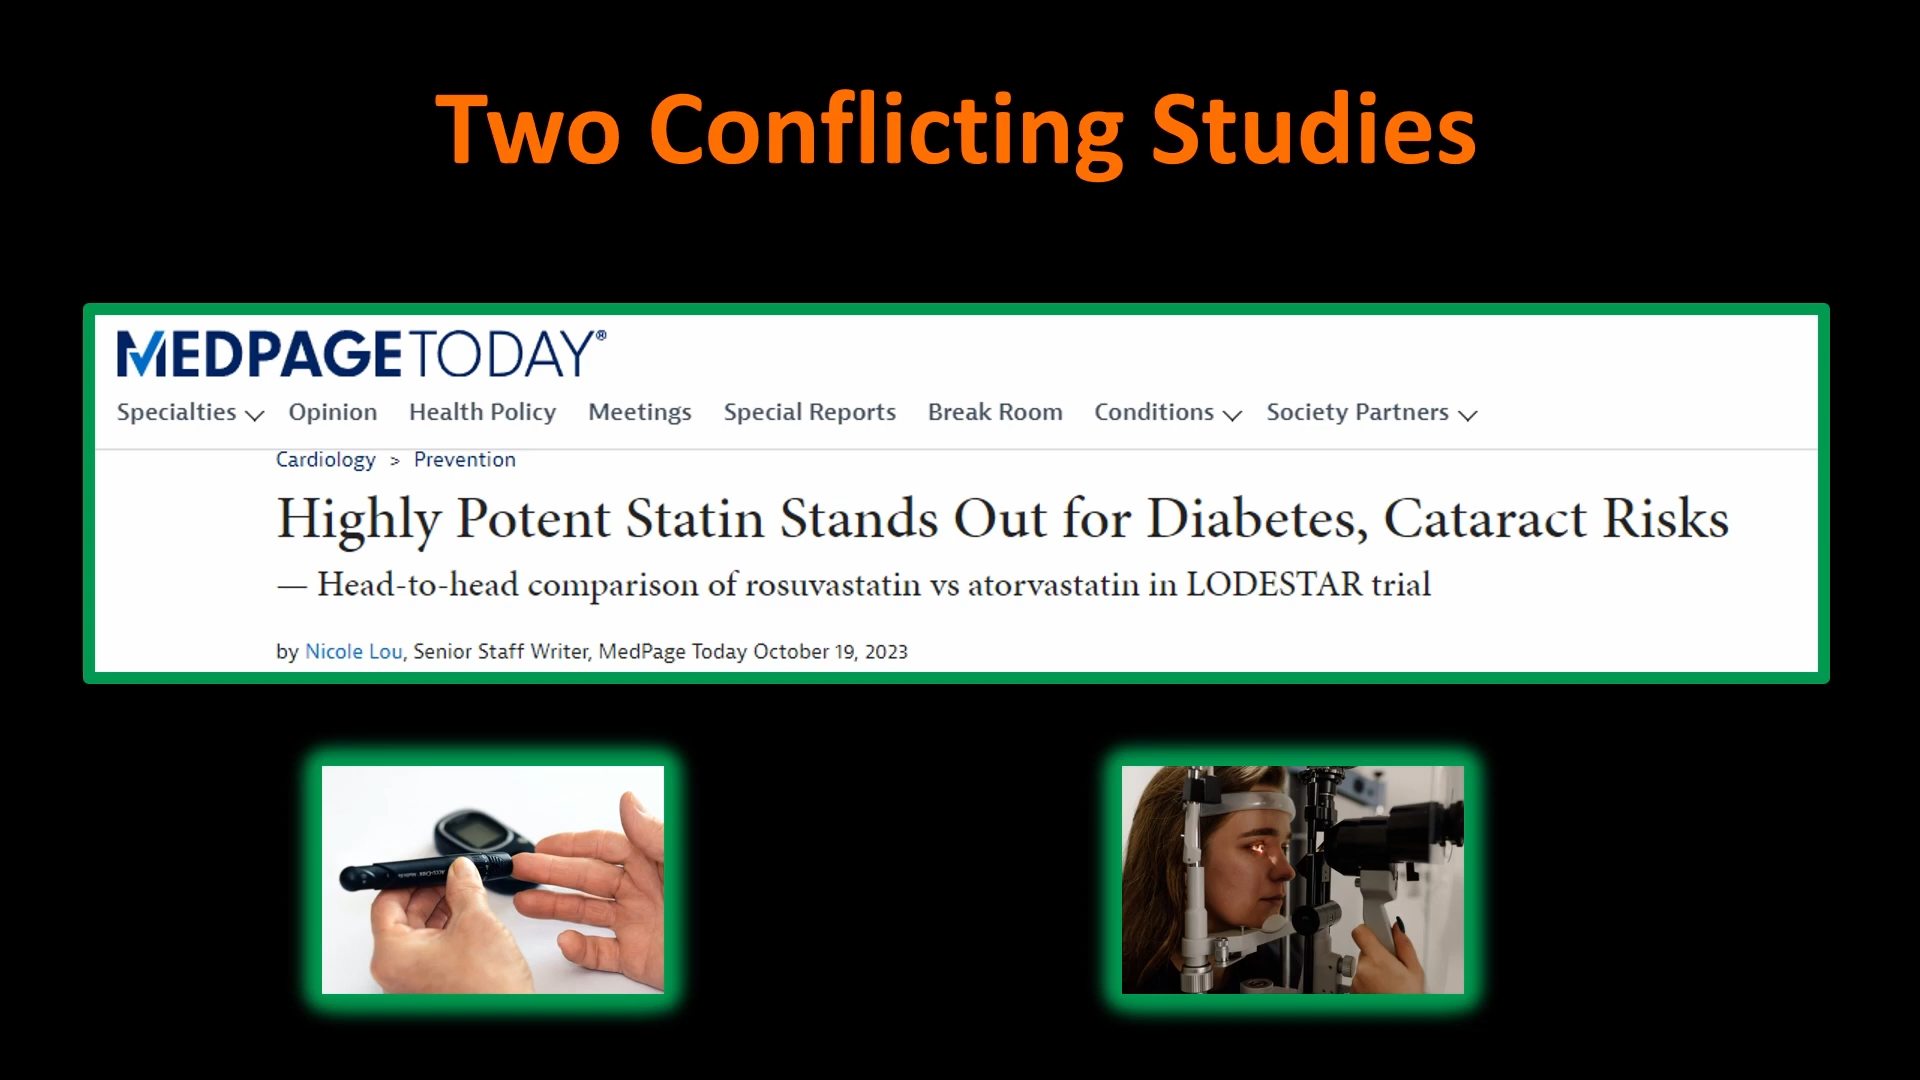 Two Conflicting Studies
MEDPAGETODAY®
Specialties Opinion Health Policy Meetings Special Reports Break Room Conditions Society Partners
Cardiology > Prevention
Highly Potent Statin Stands Out for Diabetes, Cataract Risks
— Head-to-head comparison of rosuvastatin vs atorvastatin in LODESTAR trial
by Nicole Lou, Senior Staff Writer, MedPage Today October 19, 2023